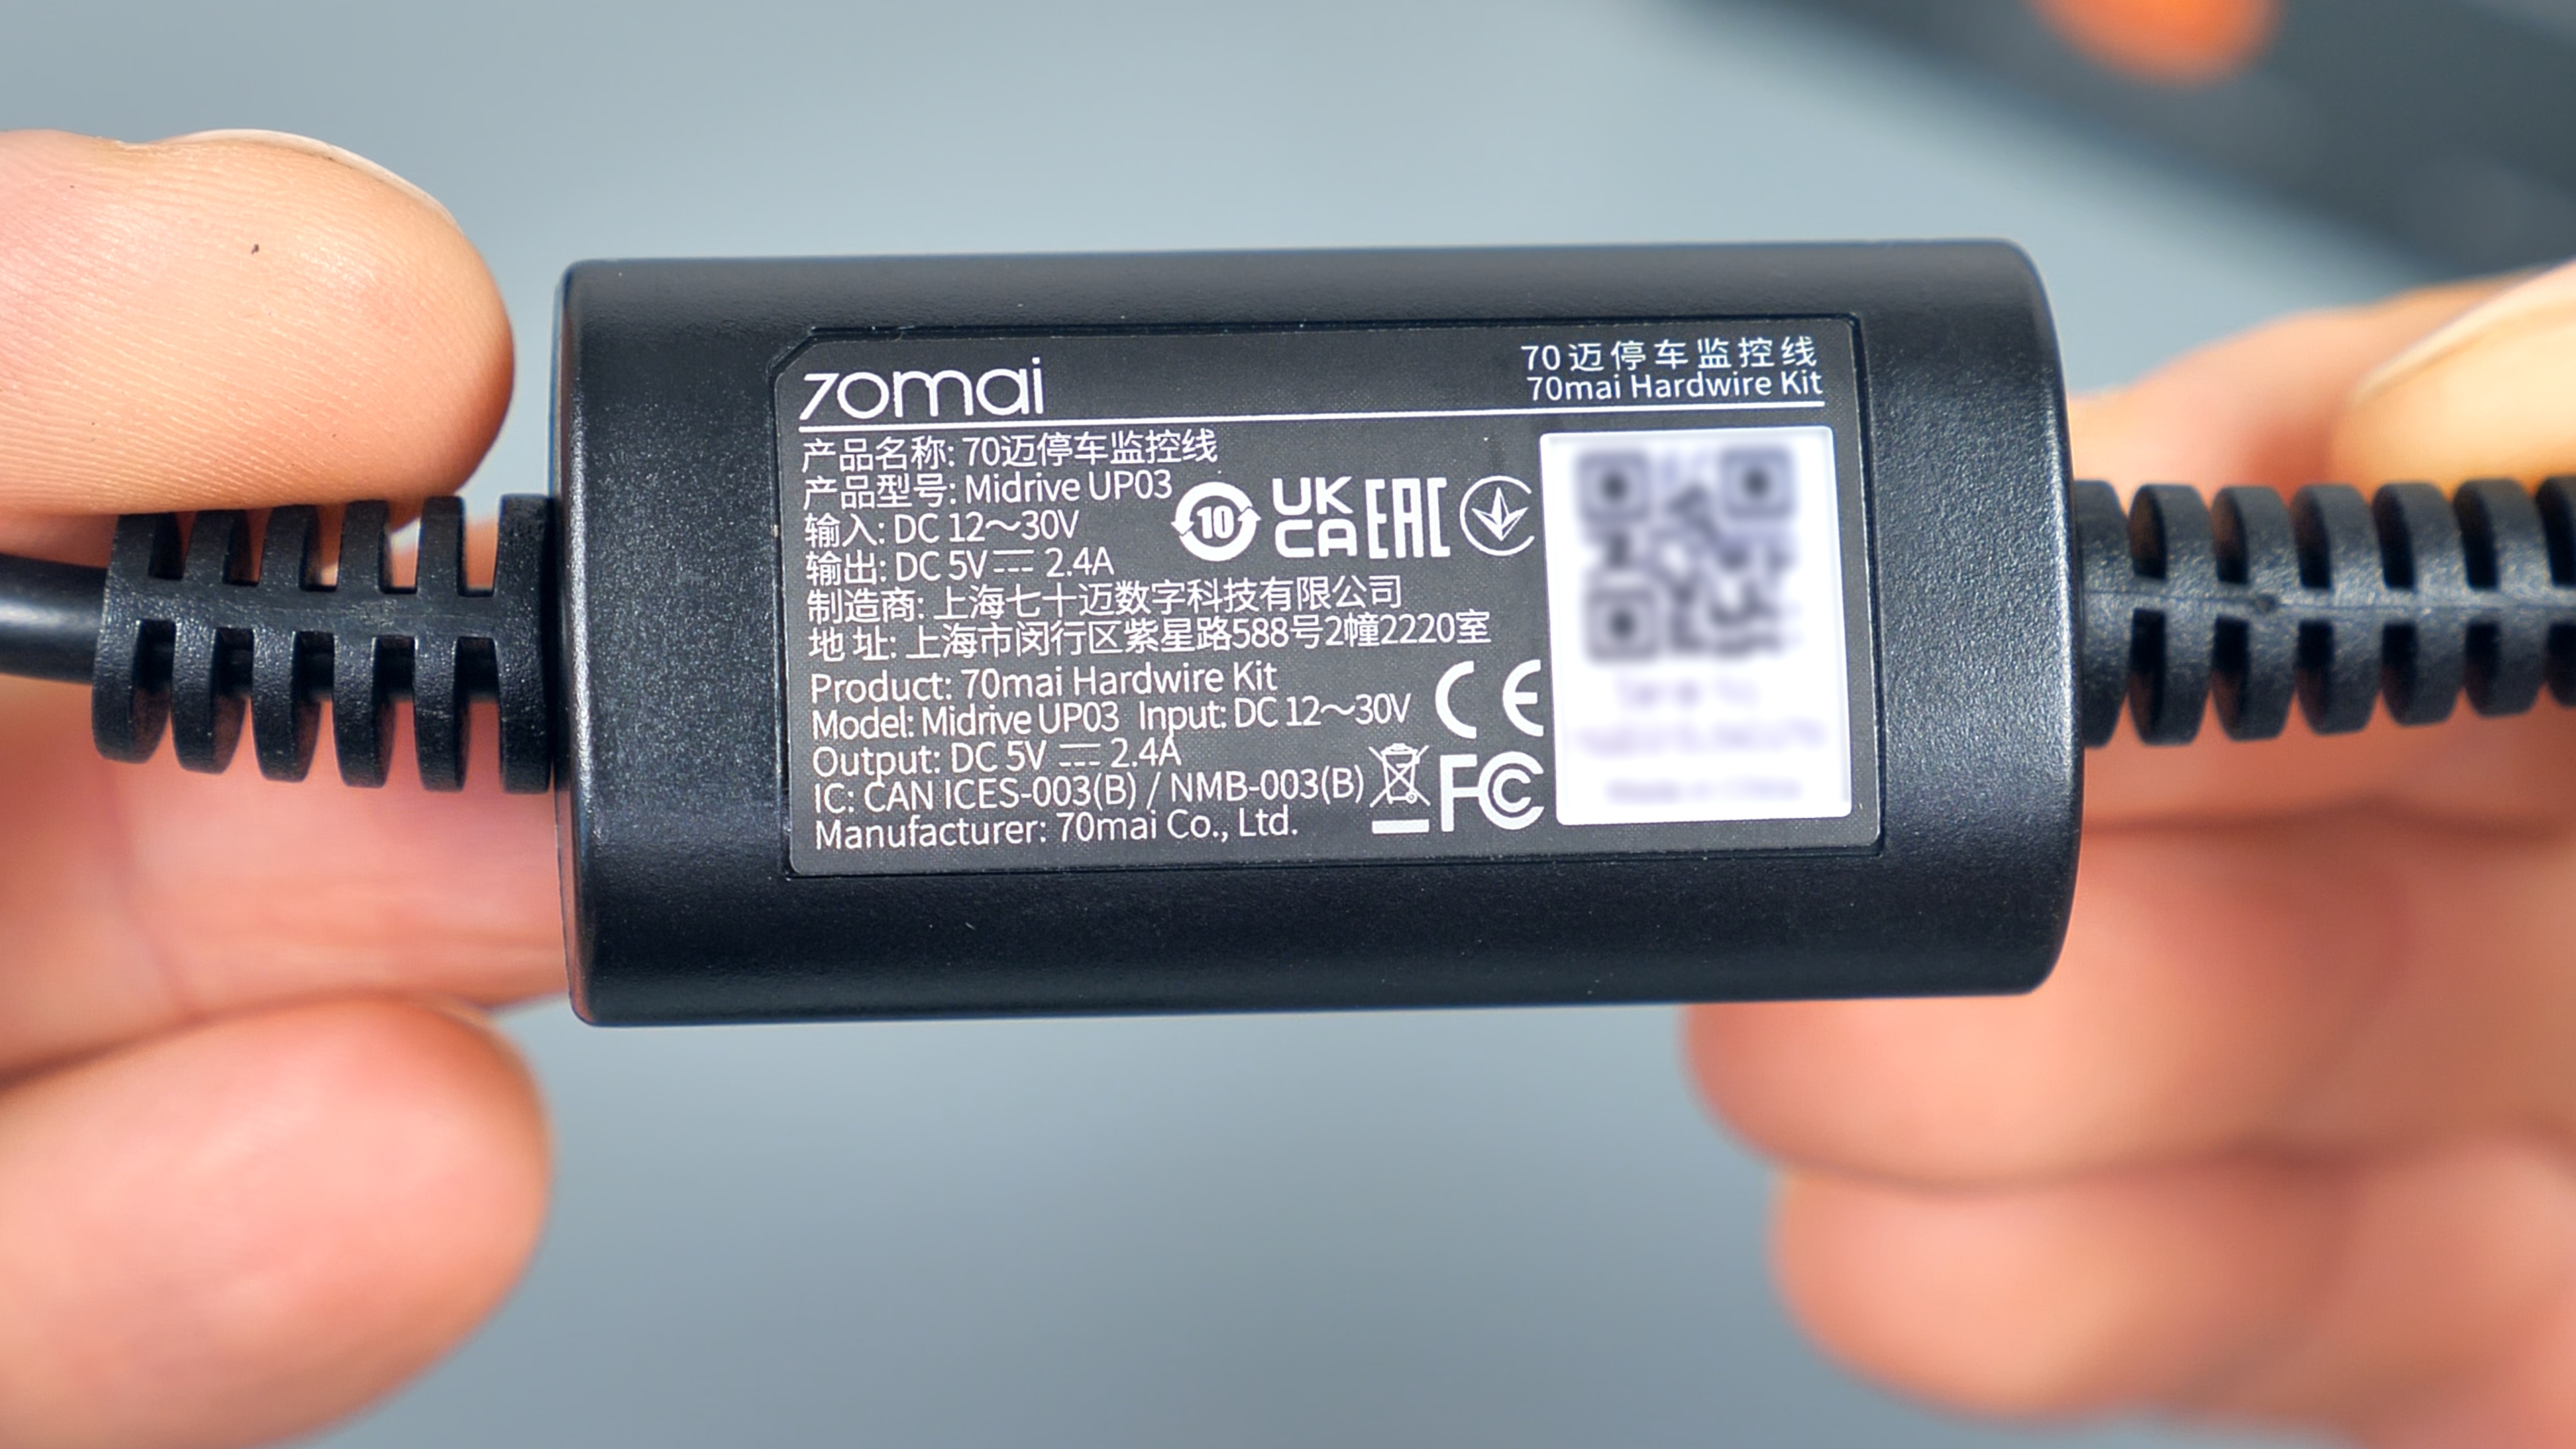 70mai
70迈停车监控线
70mai Hardwire Kit
产品名称: 70迈停车监控线
产品型号: Midrive UP03
输入: DC 12～30V
输出: DC 5V⎓ 2.4A
10
UK
CA
EAC
制造商: 上海七十迈数字科技有限公司
地 址: 上海市闵行区紫星路588号2幢2220室
Product: 70mai Hardwire Kit
Model: Midrive UP03 Input: DC 12～30V
CE
Output: DC 5V ⎓ 2.4A
IC: CAN ICES-003(B) / NMB-003(B)
FC
Manufacturer: 70mai Co., Ltd.